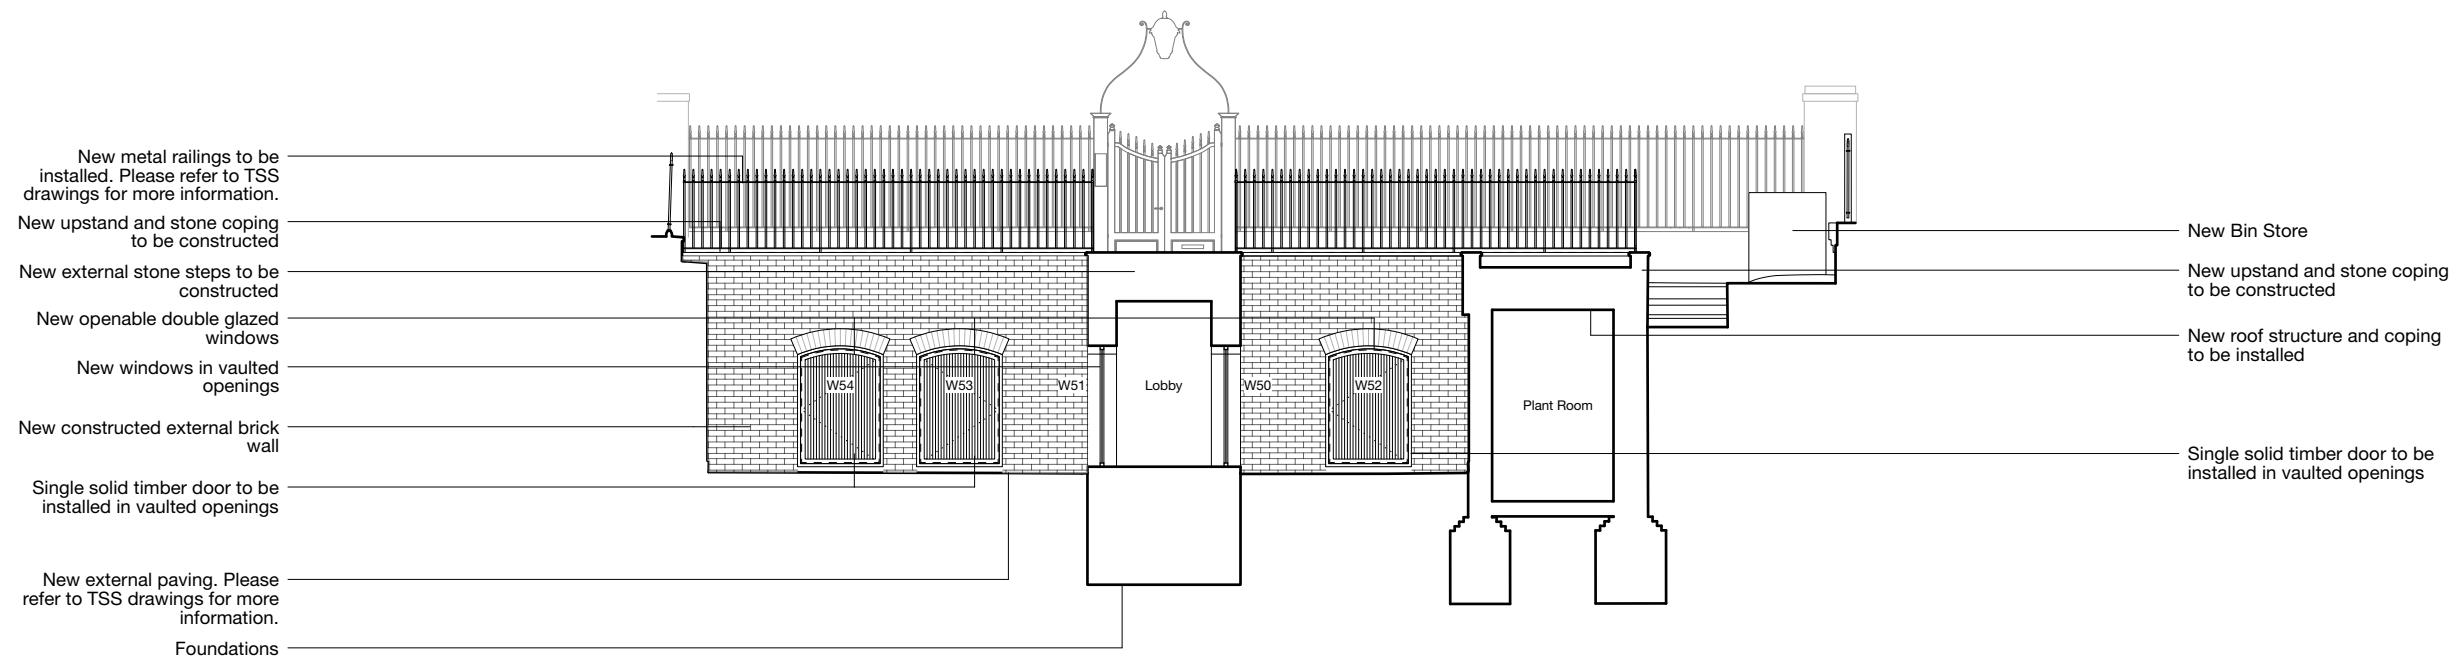 New metal railings to be
installed. Please refer to TSS
drawings for more information.
New upstand and stone coping
to be constructed
New external stone steps to be
constructed
New openable double glazed
windows
New windows in vaulted
openings
New constructed external brick
wall
Single solid timber door to be
installed in vaulted openings
New external paving. Please
refer to TSS drawings for more
information.
Foundations
W54
W53
W51
Lobby
W50
W52
Plant Room
New Bin Store
New upstand and stone coping
to be constructed
New roof structure and coping
to be installed
Single solid timber door to be
installed in vaulted openings